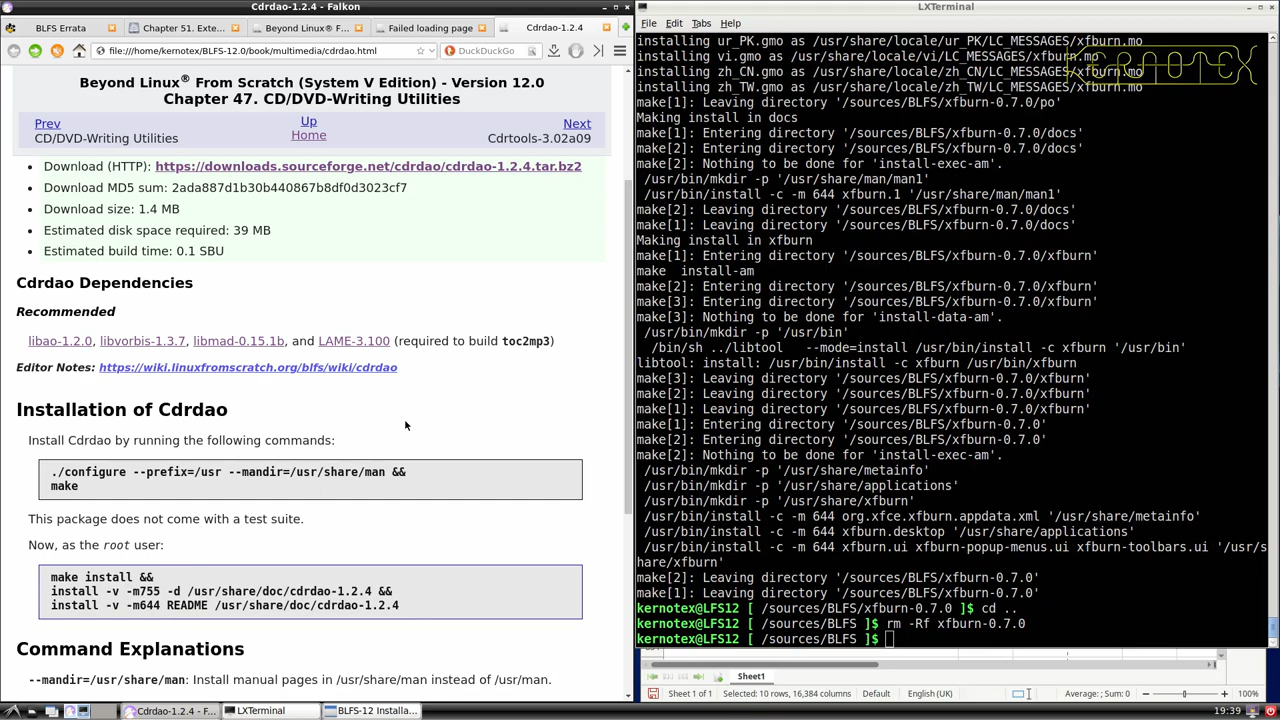 Cdrdao-1.2.4 - Falkon
BLFS Errata
Chapter 51. Exte...
Beyond Linux® F...
Failed loading page
Cdrdao-1.2.4
file:///home/kernotex/BLFS-12.0/book/multimedia/cdrdao.html
DuckDuckGo
Beyond Linux® From Scratch (System V Edition) - Version 12.0
Chapter 47. CD/DVD-Writing Utilities
Prev
Up
Next
CD/DVD-Writing Utilities
Home
Cdrtools-3.02a09
Download (HTTP): https://downloads.sourceforge.net/cdrdao/cdrdao-1.2.4.tar.bz2
Download MD5 sum: 2ada887d1b30b440867b8df0d3023cf7
Download size: 1.4 MB
Estimated disk space required: 39 MB
Estimated build time: 0.1 SBU
Cdrdao Dependencies
Recommended
libao-1.2.0, libvorbis-1.3.7, libmad-0.15.1b, and LAME-3.100 (required to build toc2mp3)
Editor Notes: https://wiki.linuxfromscratch.org/blfs/wiki/cdrdao
Installation of Cdrdao
Install Cdrdao by running the following commands:
./configure --prefix=/usr --mandir=/usr/share/man &&
make
This package does not come with a test suite.
Now, as the root user:
make install &&
install -v -m755 -d /usr/share/doc/cdrdao-1.2.4 &&
install -v -m644 README /usr/share/doc/cdrdao-1.2.4
Command Explanations
--mandir=/usr/share/man: Install manual pages in /usr/share/man instead of /usr/man.
LXTerminal
File Edit Tabs Help
installing ur_PK.gmo as /usr/share/locale/ur_PK/LC_MESSAGES/xfburn.mo
installing vi.gmo as /usr/share/locale/vi/LC_MESSAGES/xfburn.mo
installing zh_CN.gmo as /usr/share/locale/zh_CN/LC_MESSAGES/xfburn.mo
installing zh_TW.gmo as /usr/share/locale/zh_TW/LC_MESSAGES/xfburn.mo
KERNOTEX
make[1]: Leaving directory '/sources/BLFS/xfburn-0.7.0/po'
Making install in docs
make[1]: Entering directory '/sources/BLFS/xfburn-0.7.0/docs'
make[2]: Entering directory '/sources/BLFS/xfburn-0.7.0/docs'
make[2]: Nothing to be done for 'install-exec-am'.
/usr/bin/mkdir -p '/usr/share/man/man1'
/usr/bin/install -c -m 644 xfburn.1 '/usr/share/man/man1'
make[2]: Leaving directory '/sources/BLFS/xfburn-0.7.0/docs'
make[1]: Leaving directory '/sources/BLFS/xfburn-0.7.0/docs'
Making install in xfburn
make[1]: Entering directory '/sources/BLFS/xfburn-0.7.0/xfburn'
make  install-am
make[2]: Entering directory '/sources/BLFS/xfburn-0.7.0/xfburn'
make[3]: Entering directory '/sources/BLFS/xfburn-0.7.0/xfburn'
make[3]: Nothing to be done for 'install-data-am'.
/usr/bin/mkdir -p '/usr/bin'
/bin/sh ../libtool   --mode=install /usr/bin/install -c xfburn '/usr/bin'
libtool: install: /usr/bin/install -c xfburn /usr/bin/xfburn
make[3]: Leaving directory '/sources/BLFS/xfburn-0.7.0/xfburn'
make[2]: Leaving directory '/sources/BLFS/xfburn-0.7.0/xfburn'
make[1]: Leaving directory '/sources/BLFS/xfburn-0.7.0/xfburn'
make[1]: Entering directory '/sources/BLFS/xfburn-0.7.0'
make[2]: Entering directory '/sources/BLFS/xfburn-0.7.0'
make[2]: Nothing to be done for 'install-exec-am'.
/usr/bin/mkdir -p '/usr/share/metainfo'
/usr/bin/mkdir -p '/usr/share/applications'
/usr/bin/mkdir -p '/usr/share/xfburn'
/usr/bin/install -c -m 644 org.xfce.xfburn.appdata.xml '/usr/share/metainfo'
/usr/bin/install -c -m 644 xfburn.desktop '/usr/share/applications'
/usr/bin/install -c -m 644 xfburn.ui xfburn-popup-menus.ui xfburn-toolbars.ui '/usr/s
hare/xfburn'
make[2]: Leaving directory '/sources/BLFS/xfburn-0.7.0'
make[1]: Leaving directory '/sources/BLFS/xfburn-0.7.0'
kernotex@LFS12 [ /sources/BLFS/xfburn-0.7.0 ]$ cd ..
kernotex@LFS12 [ /sources/BLFS ]$ rm -Rf xfburn-0.7.0
kernotex@LFS12 [ /sources/BLFS ]$
Sheet1
Sheet 1 of 1
Selected: 10 rows, 16,384 columns
Default
English (UK)
Average: ; Sum: 0
100%
Cdrdao-1.2.4 - F...
LXTerminal
BLFS-12 Installa...
19:39